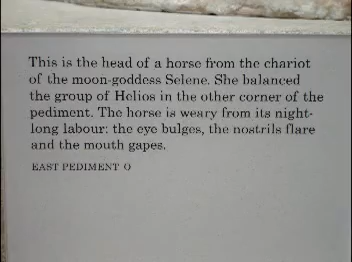 This is the head of a horse from the chariot
of the moon-goddess Selene. She balanced
the group of Helios in the other corner of the
pediment. The horse is weary from its night-
long labour: the eye bulges, the nostrils flare
and the mouth gapes.
EAST PEDIMENT O